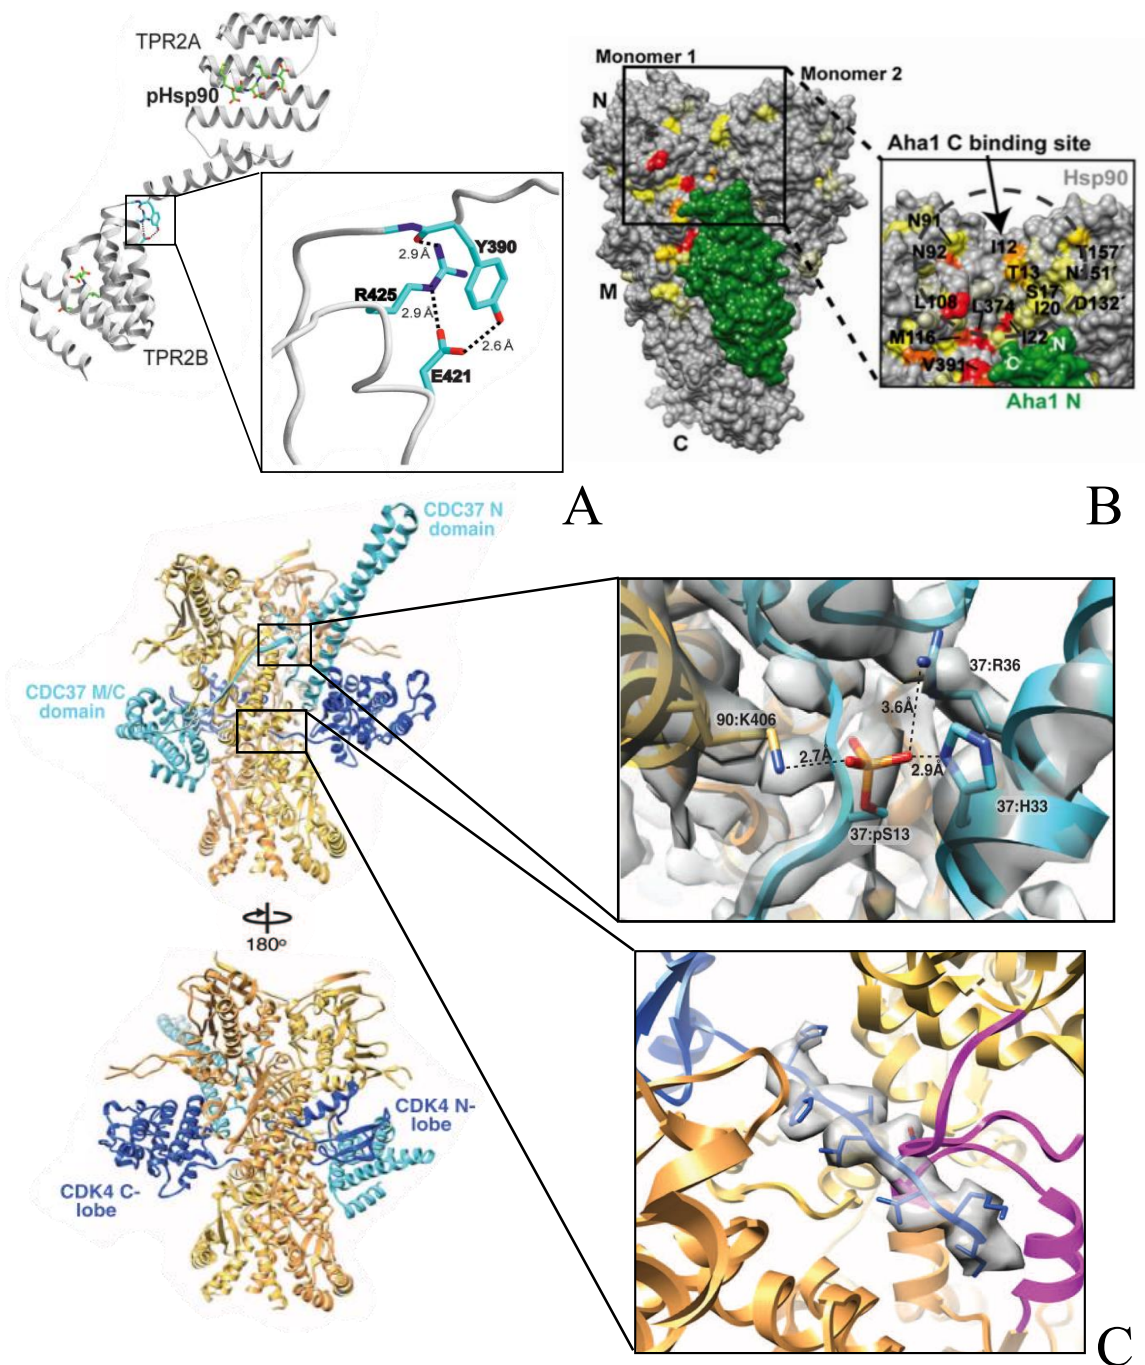 TPR2A
pHsp90
TPR2B
Y390
2.9 Å
R425
2.9 Å
2.6 Å
E421
A
Monomer 1
Monomer 2
N
M
C
Aha1 C binding site
Hsp90
N91
N92
I12
T157´
T13
N151´
S17
L108
L374
I20
D132´
M116
I22
V391
N
C
Aha1 N
B
CDC37 N
domain
CDC37 M/C
domain
180º
CDK4 N-
lobe
CDK4 C-
lobe
37:R36
3.6Å
90:K406
2.7Å
2.9Å
37:H33
37:pS13
C